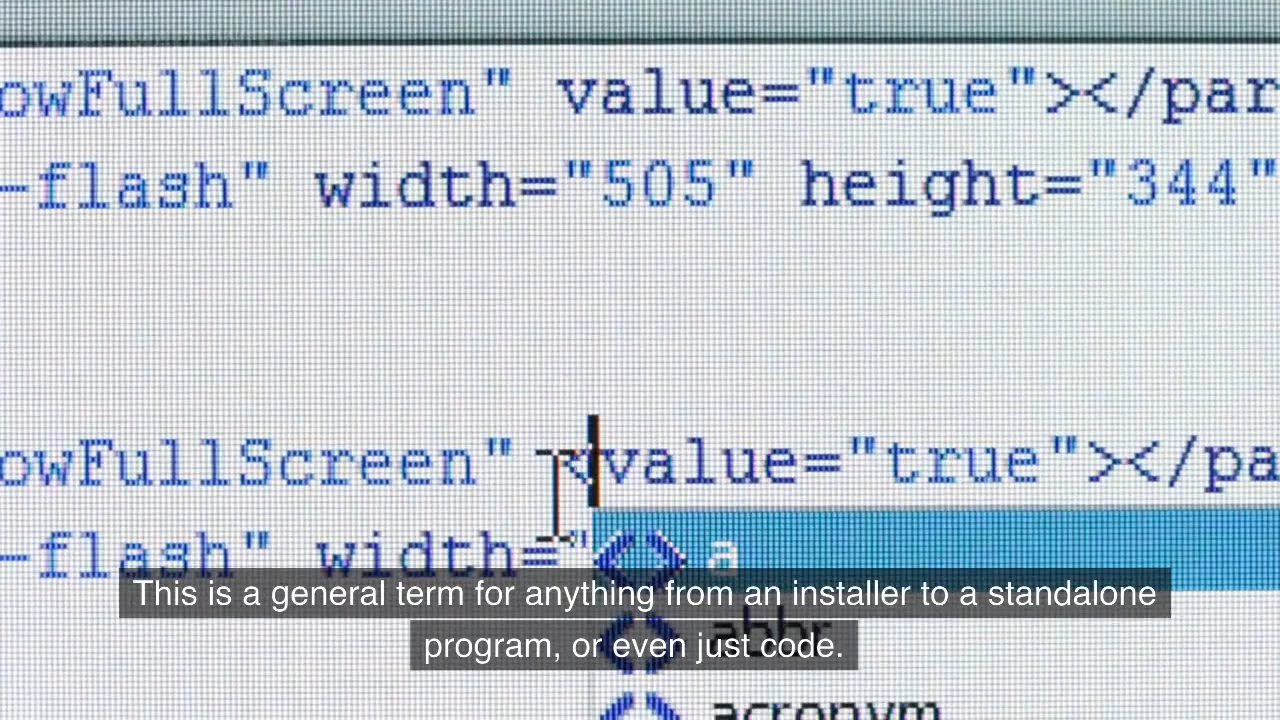 owFullScreen" value="true"></par
-flash" width="505" height="344"
owFullScreen" <value="true"></pa
-flash" width="
<> a
This is a general term for anything from an installer to a standalone
<> abbr
program, or even just code.
<> acronym